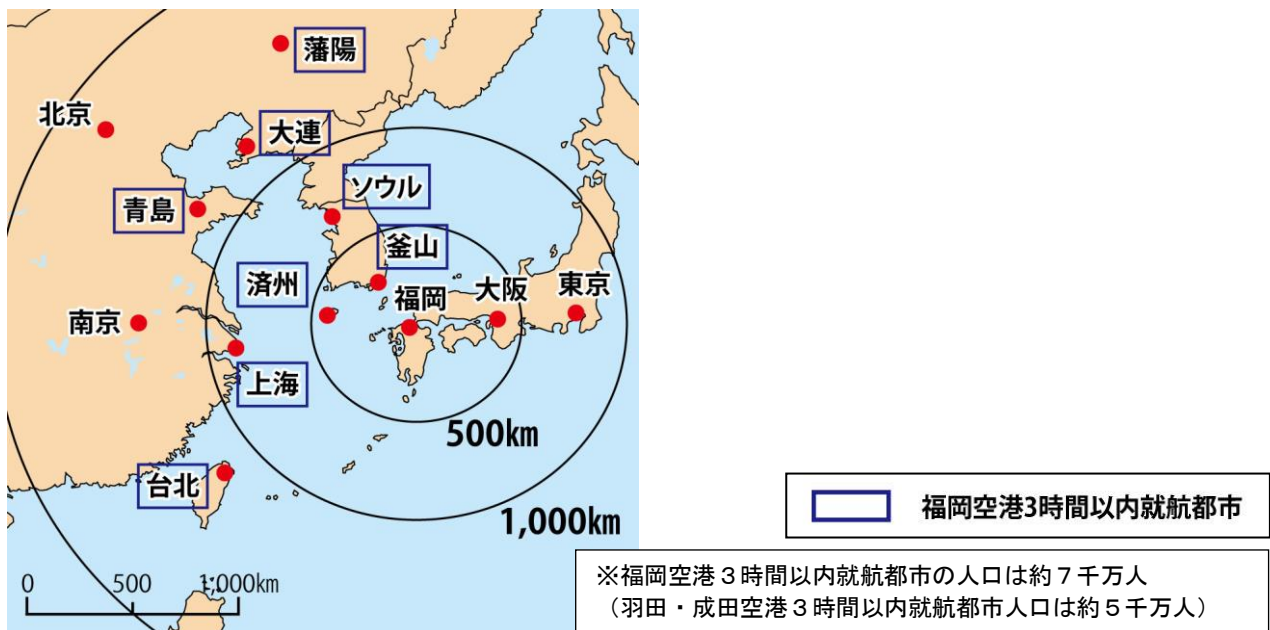 藩陽
北京
大連
ソウル
青島
釜山
済州
福岡
大阪
東京
南京
上海
500km
台北
1,000km
0 500 1,000km
福岡空港3時間以内就航都市
※福岡空港3時間以内就航都市の人口は約7千万人
（羽田・成田空港3時間以内就航都市人口は約5千万人）